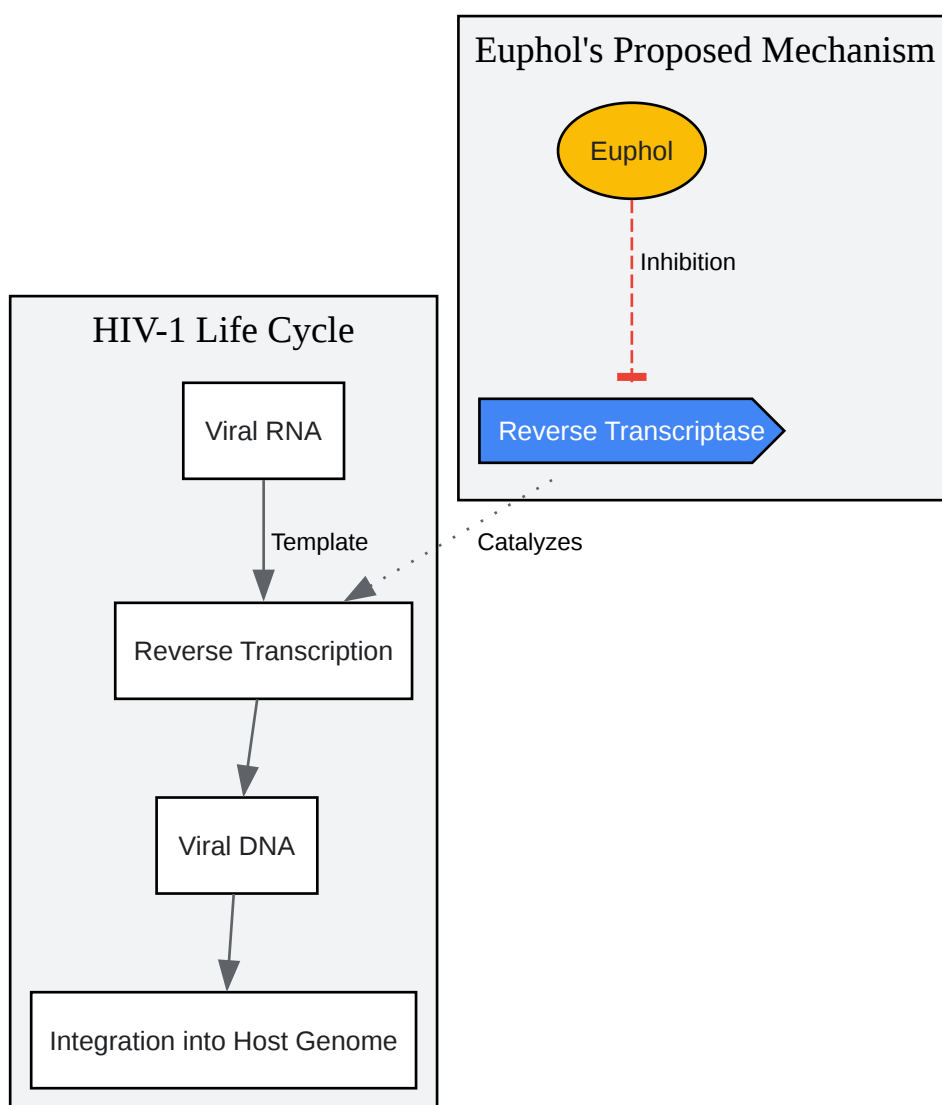 Euphol's Proposed Mechanism
Euphol
Inhibition
Reverse Transcriptase
Catalyzes
HIV-1 Life Cycle
Viral RNA
Template
Reverse Transcription
Viral DNA
Integration into Host Genome